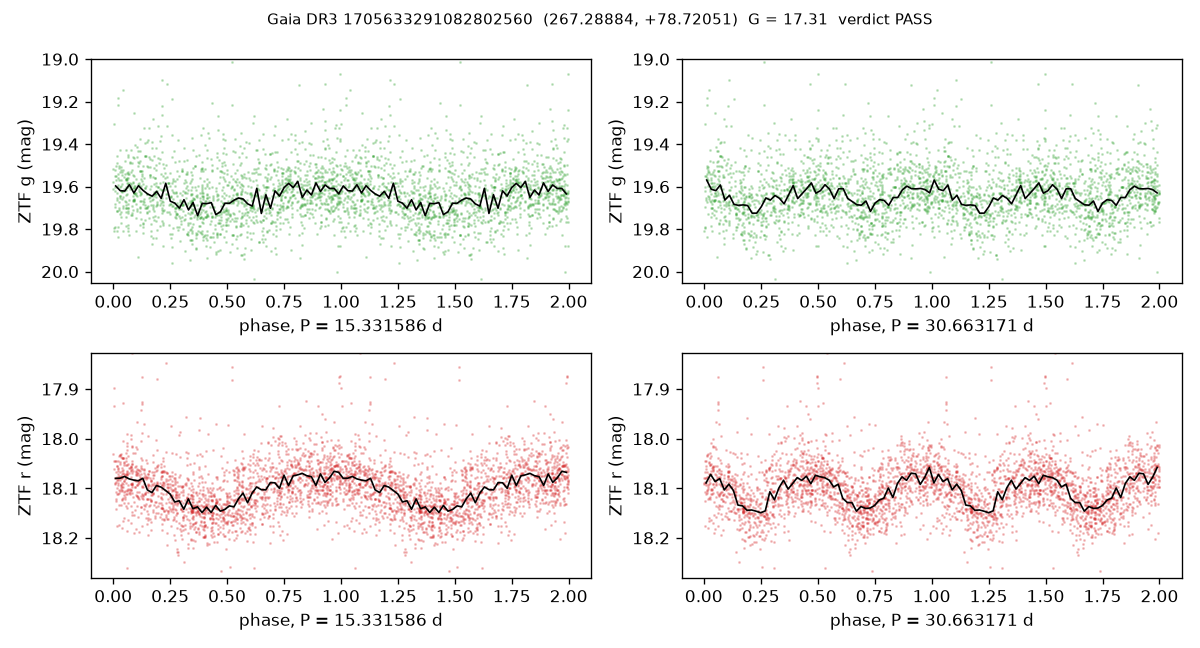 Gaia DR3 1705633291082802560 (267.28884, +78.72051) G = 17.31 verdict PASS
19.0
19.2
19.4
19.6
19.8
20.0
ZTF g (mag)
0.00 0.25 0.50 0.75 1.00 1.25 1.50 1.75 2.00
phase, P = 15.331586 d
19.0
19.2
19.4
19.6
19.8
20.0
ZTF g (mag)
0.00 0.25 0.50 0.75 1.00 1.25 1.50 1.75 2.00
phase, P = 30.663171 d
17.9
18.0
18.1
18.2
ZTF r (mag)
0.00 0.25 0.50 0.75 1.00 1.25 1.50 1.75 2.00
phase, P = 15.331586 d
17.9
18.0
18.1
18.2
ZTF r (mag)
0.00 0.25 0.50 0.75 1.00 1.25 1.50 1.75 2.00
phase, P = 30.663171 d